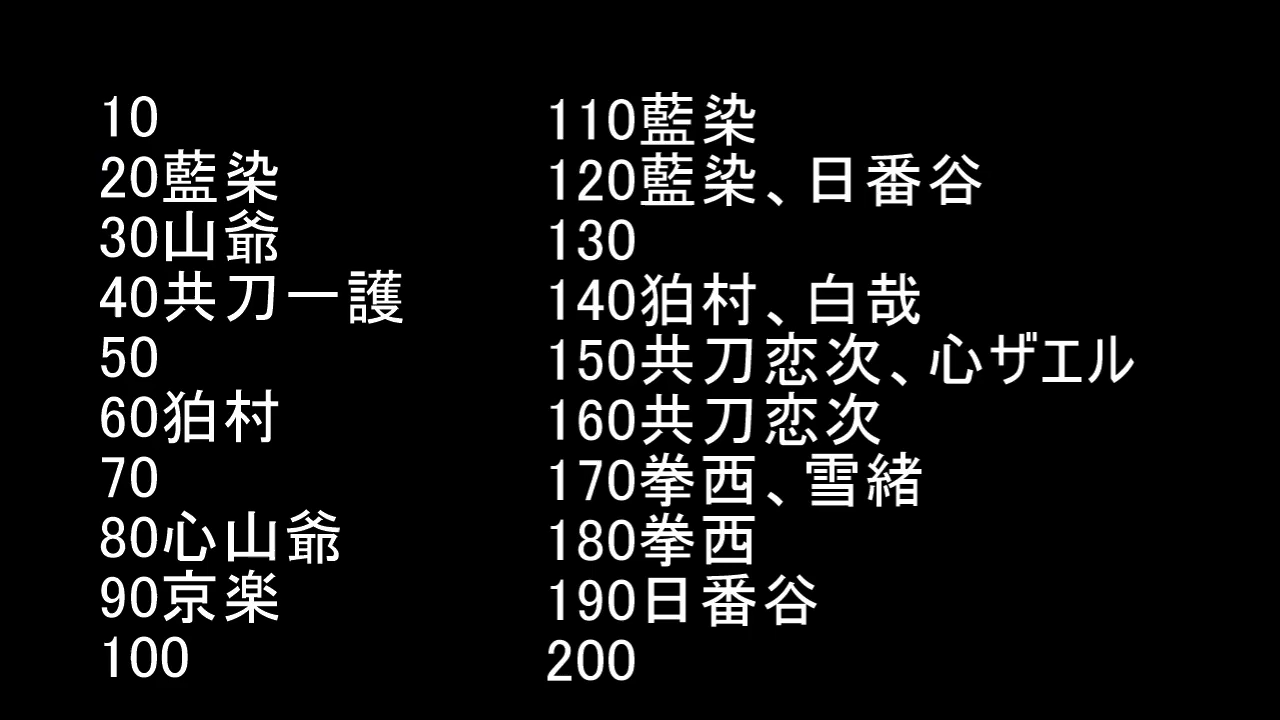 10
20藍染
30山爺
40共刀一護
50
60狛村
70
80心山爺
90京楽
100
110藍染
120藍染、日番谷
130
140狛村、白哉
150共刀恋次、心ザエル
160共刀恋次
170拳西、雪緒
180拳西
190日番谷
200